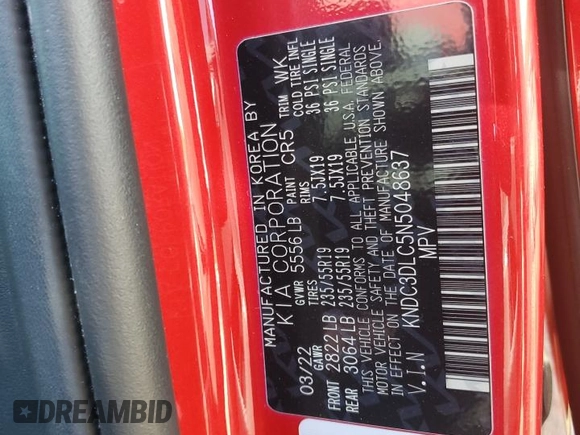 MANUFACTURED IN KOREA BY
KIA CORPORATION
03/22 GVWR 5556LB PAINT CR5 TRIM WK
GAWR TIRES RIMS COLD TIRE INFL
FRONT 2822LB 235/55R19 7.5JX19 36 PSI SINGLE
REAR 3064LB 235/55R19 7.5JX19 36 PSI SINGLE
THIS VEHICLE CONFORMS TO ALL APPLICABLE U.S.A. FEDERAL
MOTOR VEHICLE SAFETY AND THEFT PREVENTION STANDARDS
IN EFFECT ON THE DATE OF MANUFACTURE SHOWN ABOVE.
V.I.N KNDC3DLC5N5048637
MPV
DREAMBID